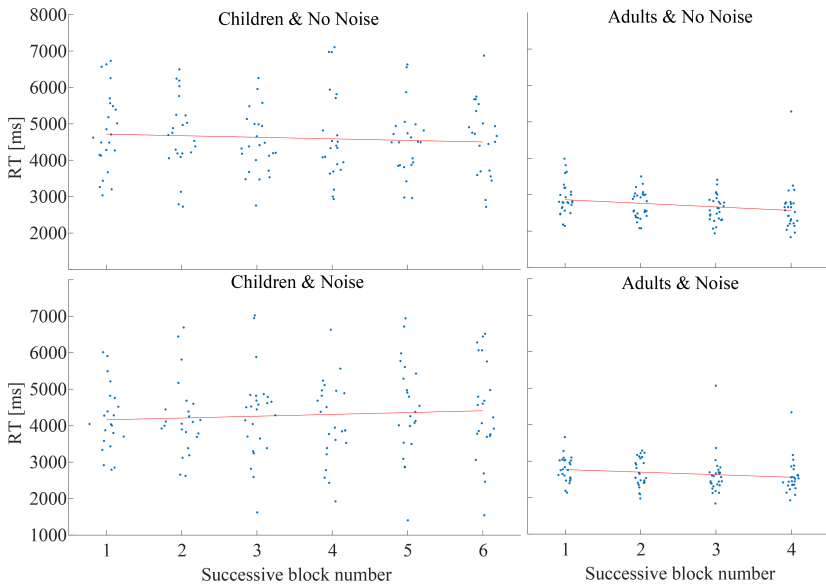 Children & No Noise
Adults & No Noise
8000
7000
6000
5000
4000
3000
2000
RT [ms]
Children & Noise
Adults & Noise
7000
6000
5000
4000
3000
2000
1000
RT [ms]
1 2 3 4 5 6
1 2 3 4
Successive block number
Successive block number